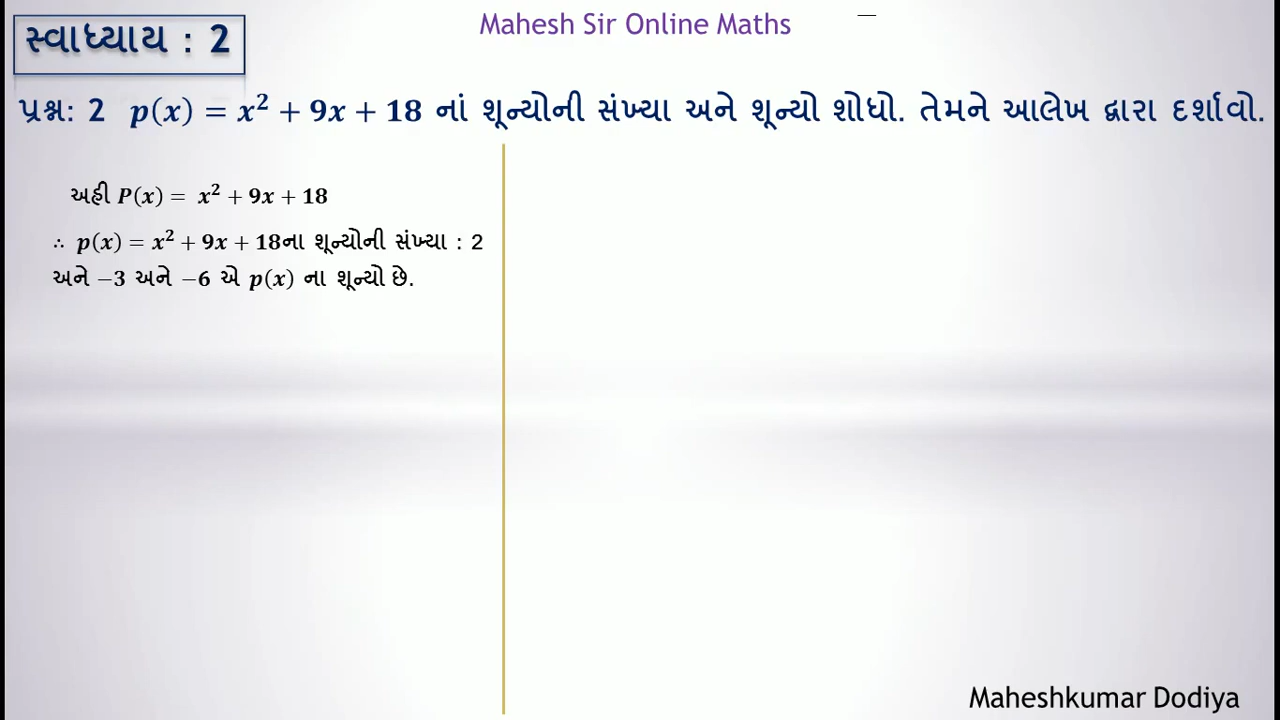 Mahesh Sir Online Maths
સ્વાધ્યાય : 2
પ્રશ્ન: 2 p(x) = x² + 9x + 18 નાં શૂન્યોની સંખ્યા અને શૂન્યો શોધો. તેમને આલેખ દ્વારા દર્શાવો.
અહી P(x) = x² + 9x + 18
∴ p(x) = x² + 9x + 18ના શૂન્યોની સંખ્યા : 2
અને −3 અને −6 એ p(x) ના શૂન્યો છે.
Maheshkumar Dodiya